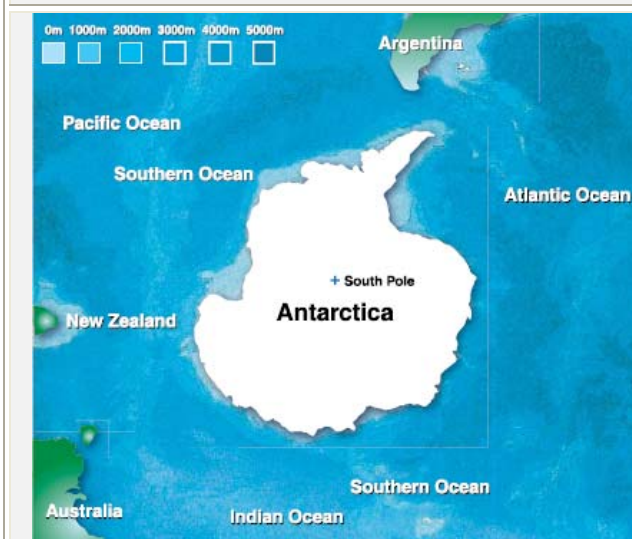 0m 1000m 2000m 3000m 4000m 5000m
Argentina
Pacific Ocean
Southern Ocean
Atlantic Ocean
+ South Pole
Antarctica
New Zealand
Southern Ocean
Australia
Indian Ocean